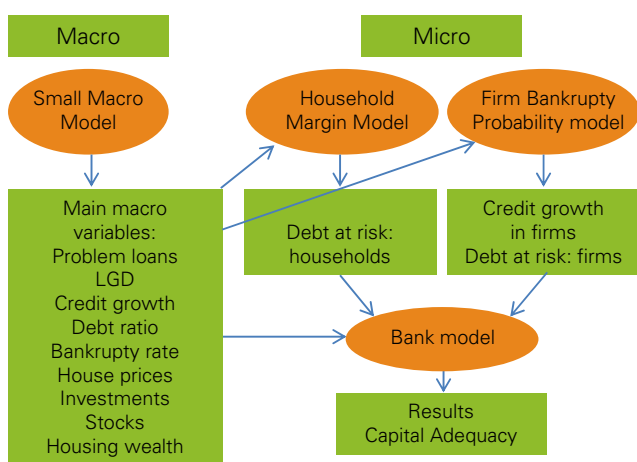 Macro
Micro
Small Macro
Model
Household
Margin Model
Firm Bankrupty
Probability model
Main macro
variables:
Problem loans
LGD
Credit growth
Debt ratio
Bankrupty rate
House prices
Investments
Stocks
Housing wealth
Debt at risk:
households
Credit growth
in firms
Debt at risk: firms
Bank model
Results
Capital Adequacy